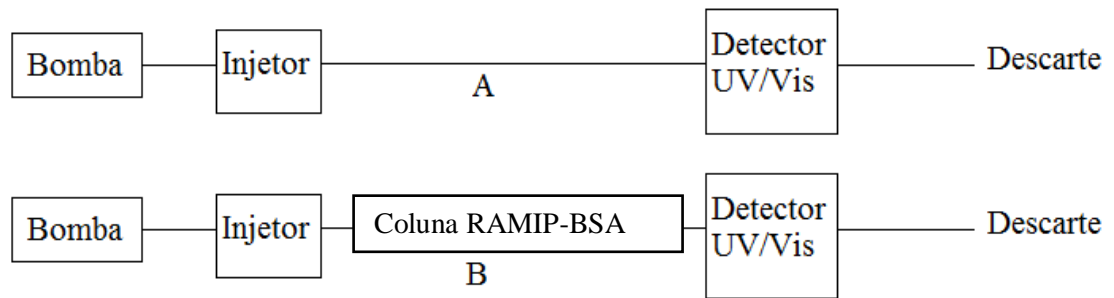 Bomba Injetor Detector UV/Vis Descarte
A
Bomba Injetor Coluna RAMIP-BSA Detector UV/Vis Descarte
B